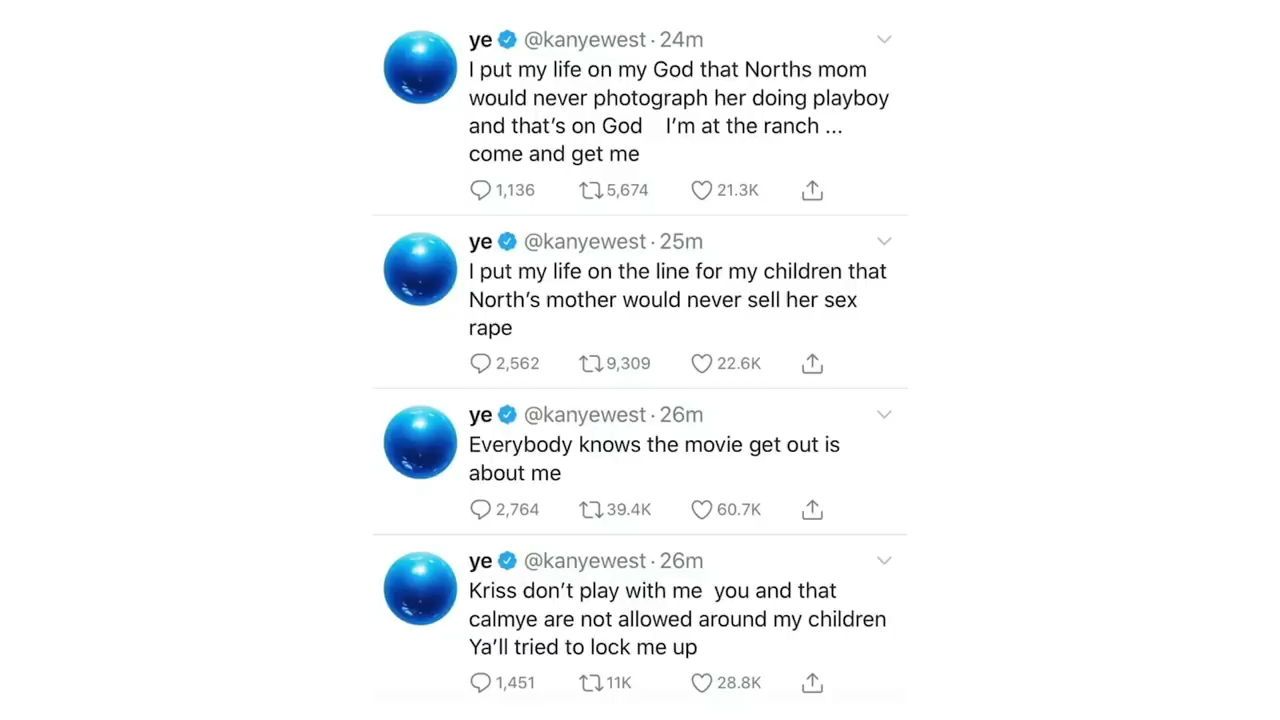 ye @kanyewest · 24m
I put my life on my God that Norths mom
would never photograph her doing playboy
and that's on God    I'm at the ranch ...
come and get me
1,136 5,674 21.3K
ye @kanyewest · 25m
I put my life on the line for my children that
North's mother would never sell her sex
rape
2,562 9,309 22.6K
ye @kanyewest · 26m
Everybody knows the movie get out is
about me
2,764 39.4K 60.7K
ye @kanyewest · 26m
Kriss don't play with me  you and that
calmye are not allowed around my children
Ya'll tried to lock me up
1,451 11K 28.8K